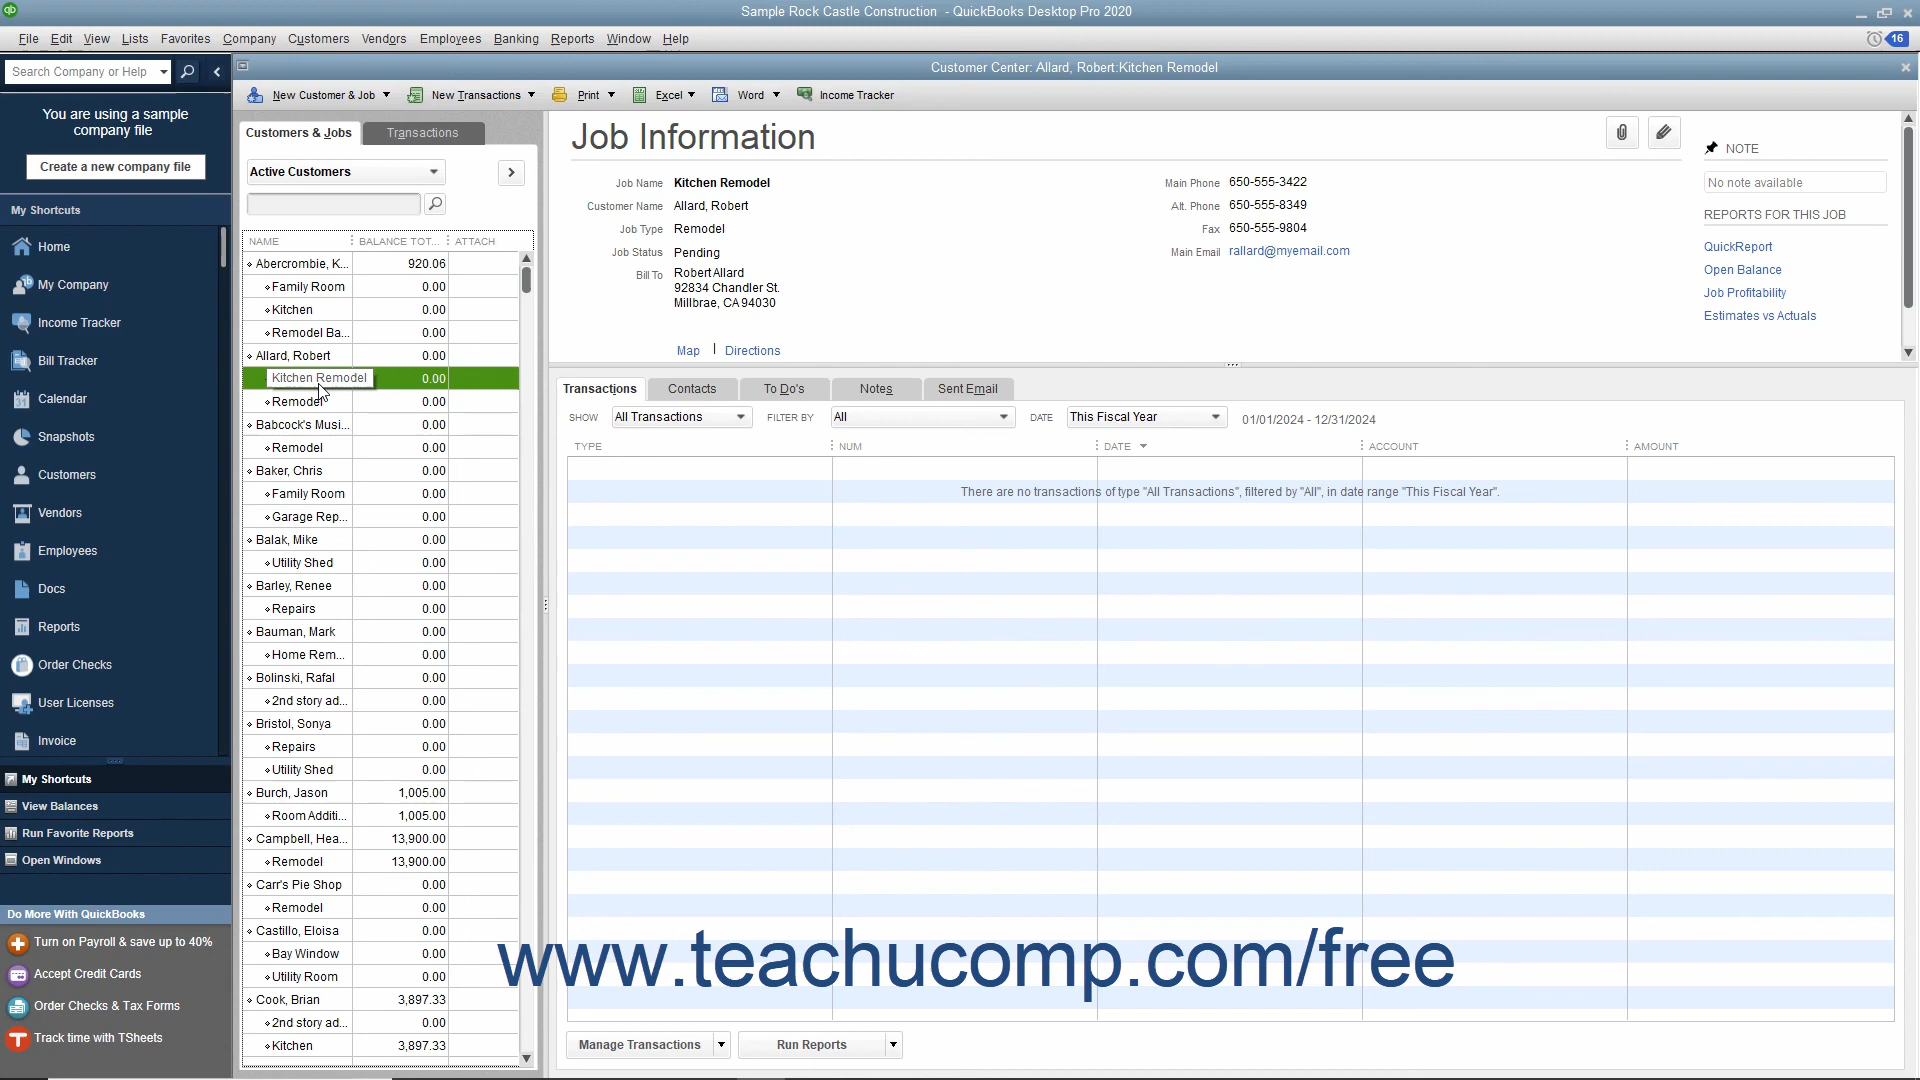 Sample Rock Castle Construction - QuickBooks Desktop Pro 2020
File Edit View Lists Favorites Company Customers Vendors Employees Banking Reports Window Help
16
Search Company or Help
Customer Center: Allard, Robert:Kitchen Remodel
You are using a sample
company file
Create a new company file
My Shortcuts
Home
My Company
Income Tracker
Bill Tracker
Calendar
Snapshots
Customers
Vendors
Employees
Docs
Reports
Order Checks
User Licenses
Invoice
My Shortcuts
View Balances
Run Favorite Reports
Open Windows
Do More With QuickBooks
Turn on Payroll & save up to 40%
Accept Credit Cards
Order Checks & Tax Forms
Track time with TSheets
New Customer & Job New Transactions Print Excel Word Income Tracker
Customers & Jobs Transactions
Active Customers
NAME BALANCE TOT... ATTACH
Abercrombie, K... 920.06
Family Room 0.00
Kitchen 0.00
Remodel Ba... 0.00
Allard, Robert 0.00
Kitchen Remodel 0.00
Remodel 0.00
Babcock's Musi... 0.00
Remodel 0.00
Baker, Chris 0.00
Family Room 0.00
Garage Rep... 0.00
Balak, Mike 0.00
Utility Shed 0.00
Barley, Renee 0.00
Repairs 0.00
Bauman, Mark 0.00
Home Rem... 0.00
Bolinski, Rafal 0.00
2nd story ad... 0.00
Bristol, Sonya 0.00
Repairs 0.00
Utility Shed 0.00
Burch, Jason 1,005.00
Room Additi... 1,005.00
Campbell, Hea... 13,900.00
Remodel 13,900.00
Carr's Pie Shop 0.00
Remodel 0.00
Castillo, Eloisa 0.00
Bay Window 0.00
Utility Room 0.00
Cook, Brian 3,897.33
2nd story ad... 0.00
Kitchen 3,897.33
Job Information
Job Name Kitchen Remodel
Customer Name Allard, Robert
Job Type Remodel
Job Status Pending
Bill To Robert Allard
92834 Chandler St.
Millbrae, CA 94030
Map | Directions
Main Phone 650-555-3422
Alt. Phone 650-555-8349
Fax 650-555-9804
Main Email rallard@myemail.com
NOTE
No note available
REPORTS FOR THIS JOB
QuickReport
Open Balance
Job Profitability
Estimates vs Actuals
Transactions Contacts To Do's Notes Sent Email
SHOW All Transactions FILTER BY All DATE This Fiscal Year 01/01/2024 - 12/31/2024
TYPE NUM DATE ACCOUNT AMOUNT
There are no transactions of type "All Transactions", filtered by "All", in date range "This Fiscal Year".
www.teachucomp.com/free
Manage Transactions Run Reports